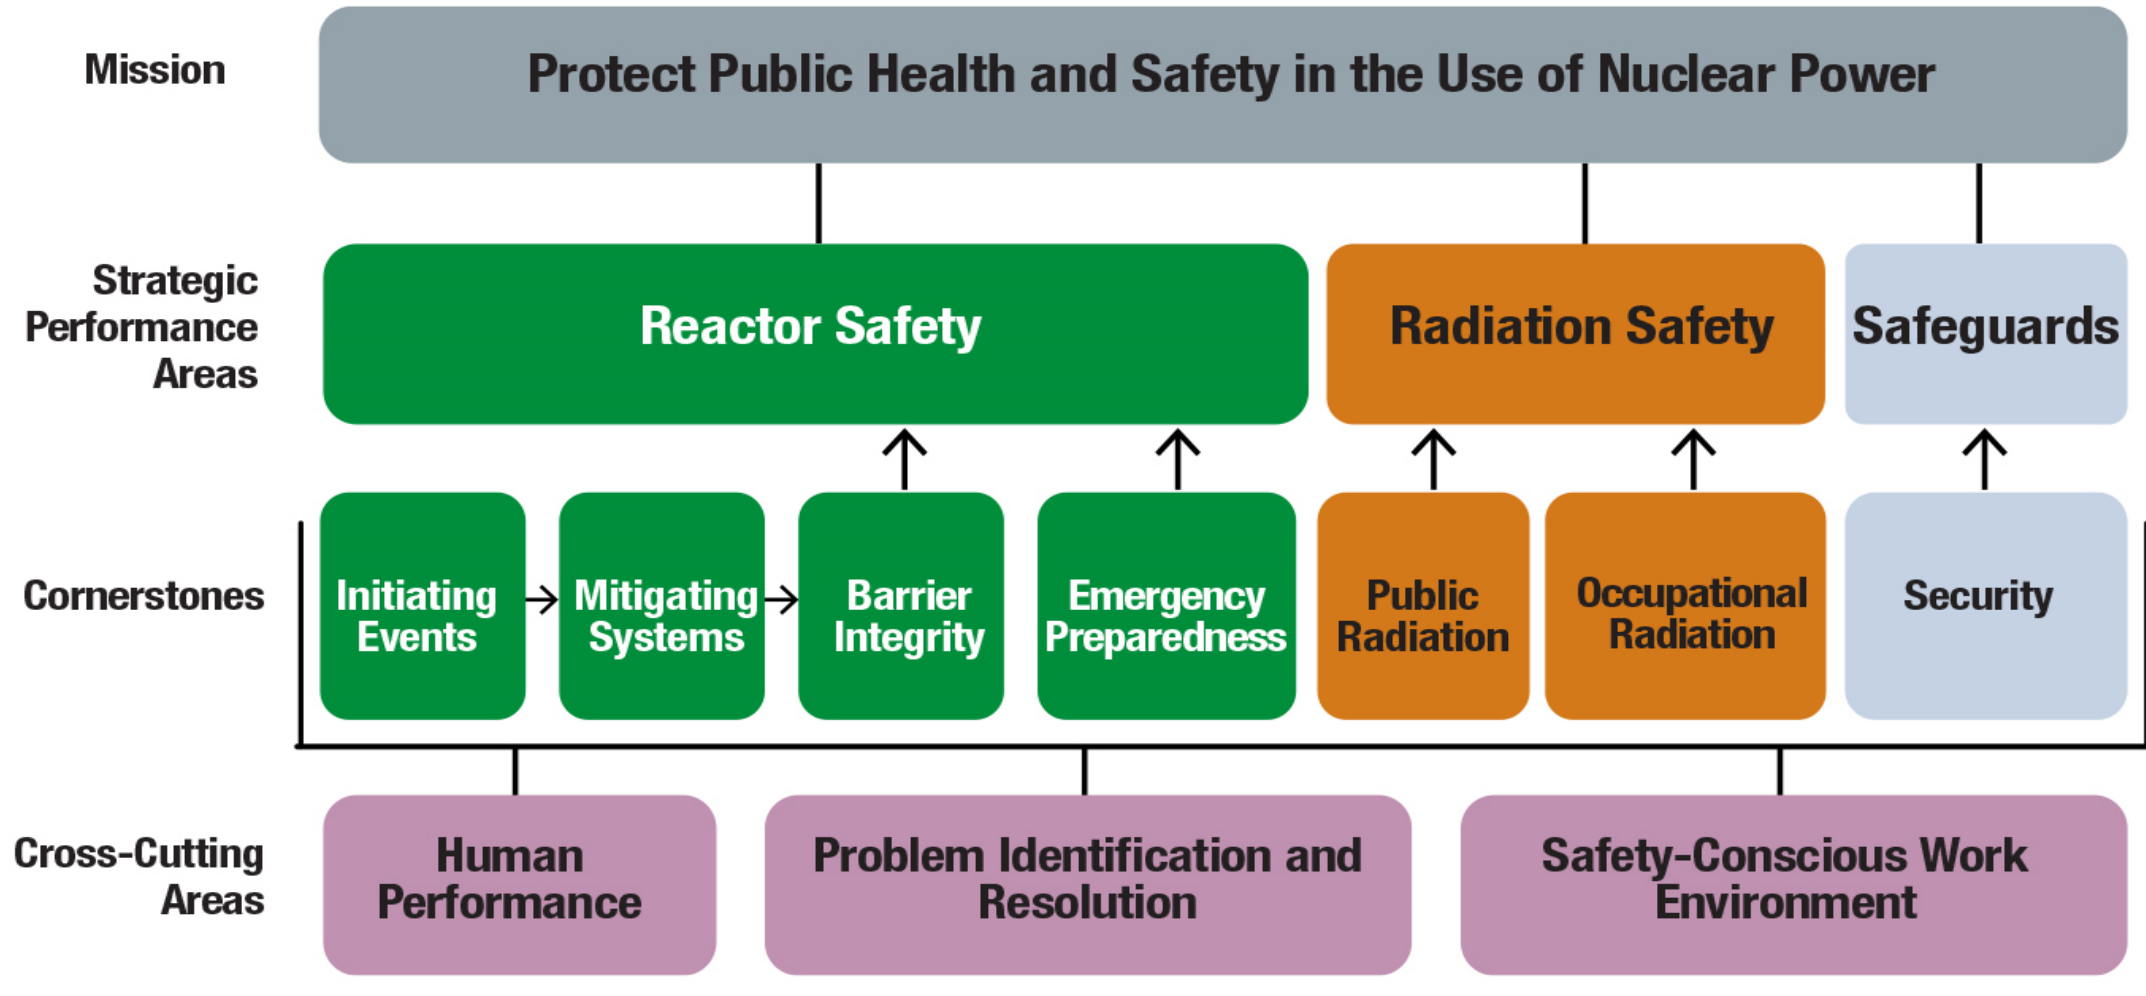 Mission
Protect Public Health and Safety in the Use of Nuclear Power
Strategic
Performance
Areas
Reactor Safety
Radiation Safety
Safeguards
Cornerstones
Initiating
Events
Mitigating
Systems
Barrier
Integrity
Emergency
Preparedness
Public
Radiation
Occupational
Radiation
Security
Cross-Cutting
Areas
Human
Performance
Problem Identification and
Resolution
Safety-Conscious Work
Environment